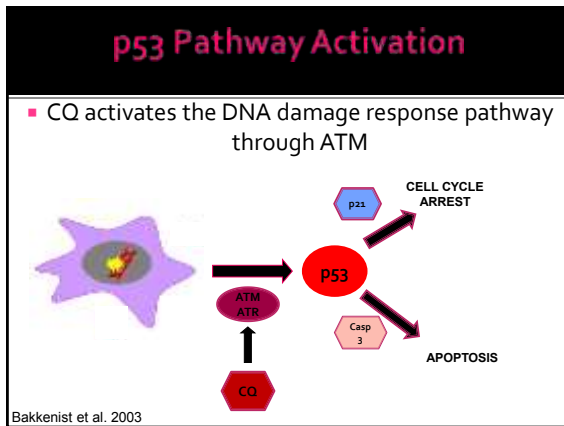 p53 Pathway Activation
▪ CQ activates the DNA damage response pathway
through ATM
p21
CELL CYCLE
ARREST
p53
ATM
ATR
Casp
3
APOPTOSIS
CQ
Bakkenist et al. 2003